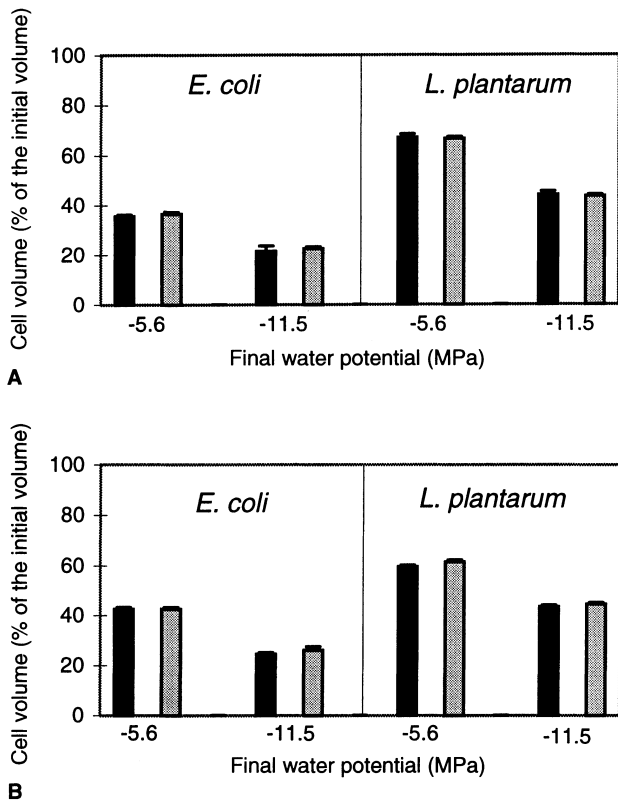 Cell volume (% of the initial volume)
100
80
60
40
20
0
E. coli
L. plantarum
-5.6
-11.5
-5.6
-11.5
Final water potential (MPa)
A
Cell volume (% of the initial volume)
100
80
60
40
20
0
E. coli
L. plantarum
-5.6
-11.5
-5.6
-11.5
Final water potential (MPa)
B